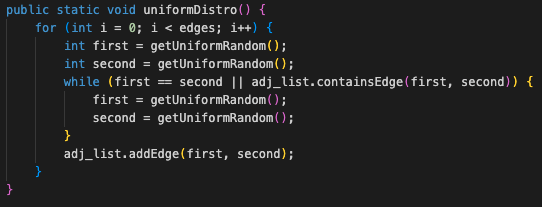 public static void uniformDistro() {
    for (int i = 0; i < edges; i++) {
        int first = getUniformRandom();
        int second = getUniformRandom();
        while (first == second || adj_list.containsEdge(first, second)) {
            first = getUniformRandom();
            second = getUniformRandom();
        }
        adj_list.addEdge(first, second);
    }
}